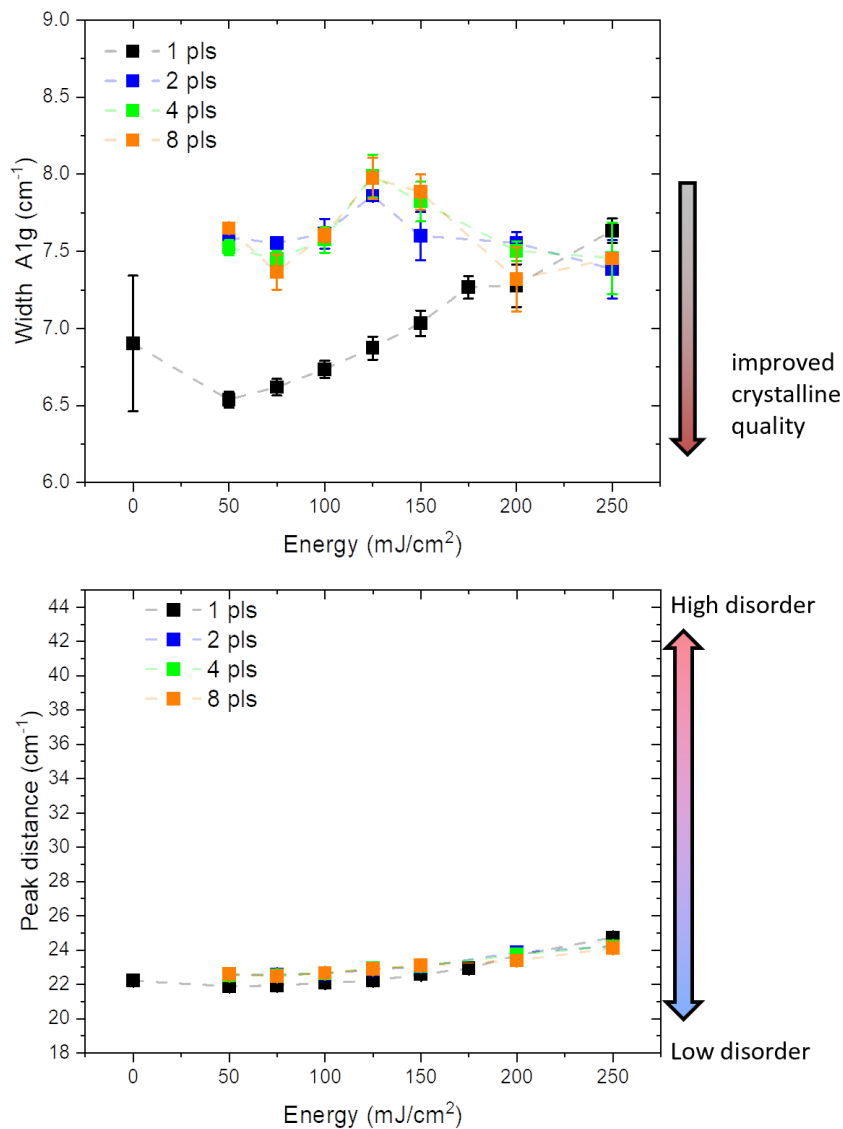 9.0
8.5
8.0
7.5
7.0
6.5
6.0
Width A1g (cm⁻¹)
1 pls
2 pls
4 pls
8 pls
0 50 100 150 200 250
Energy (mJ/cm²)
improved
crystalline
quality
44
42
40
38
36
34
32
30
28
26
24
22
20
18
Peak distance (cm⁻¹)
1 pls
2 pls
4 pls
8 pls
0 50 100 150 200 250
Energy (mJ/cm²)
High disorder
Low disorder